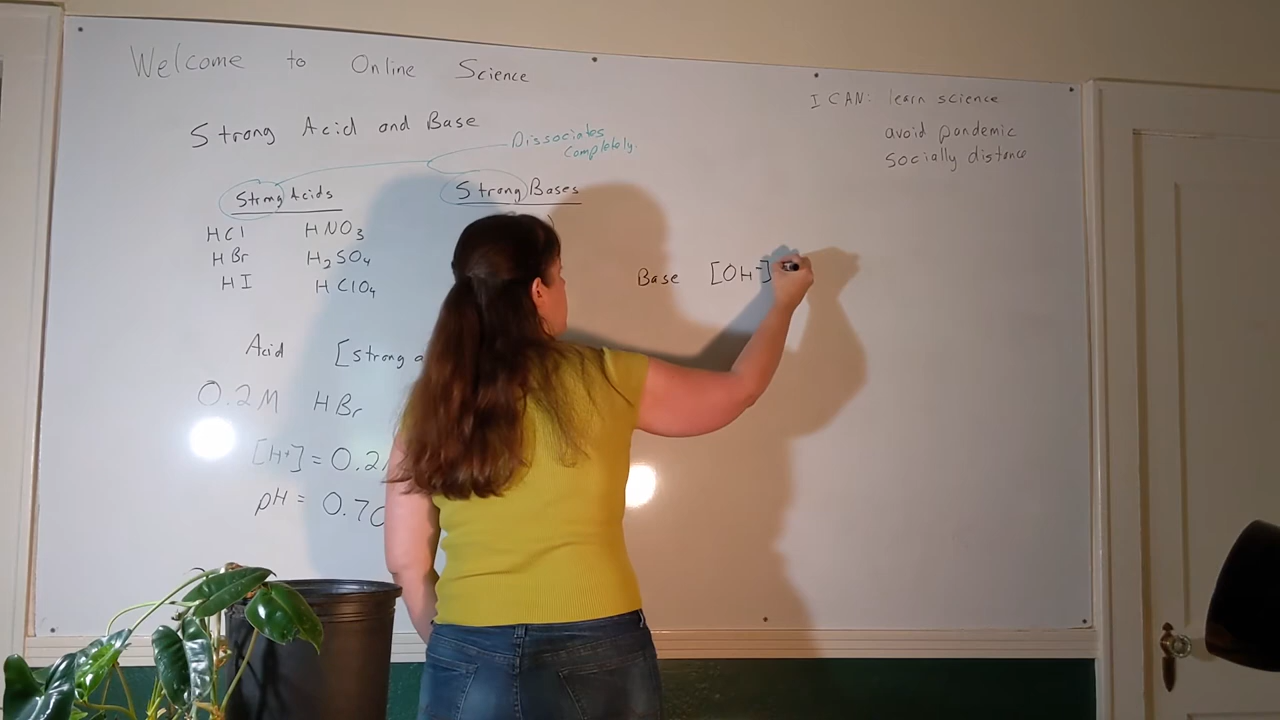 Welcome to Online Science
I CAN: learn science
avoid pandemic
socially distance
Strong Acid and Base
Dissociates
Completely.
Strong Acids
HCl HNO3
HBr H2SO4
HI HClO4
Strong Bases
Acid [strong a
0.2M HBr
[H+] = 0.2
pH = 0.70
Base [OH-]